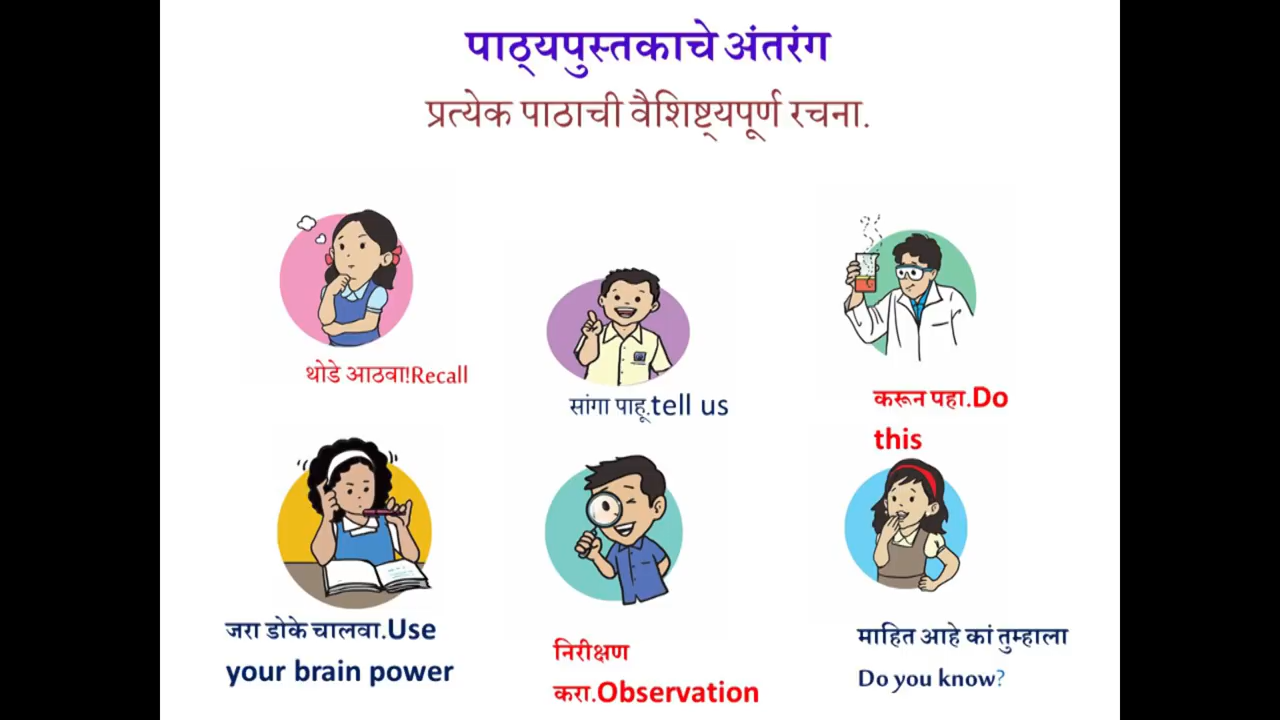 पाठ्यपुस्तकाचे अंतरंग
प्रत्येक पाठाची वैशिष्ट्यपूर्ण रचना.
थोडे आठवा!Recall
सांगा पाहू.tell us
करून पहा.Do
this
जरा डोके चालवा.Use
your brain power
निरीक्षण
करा.Observation
माहित आहे कां तुम्हाला
Do you know?